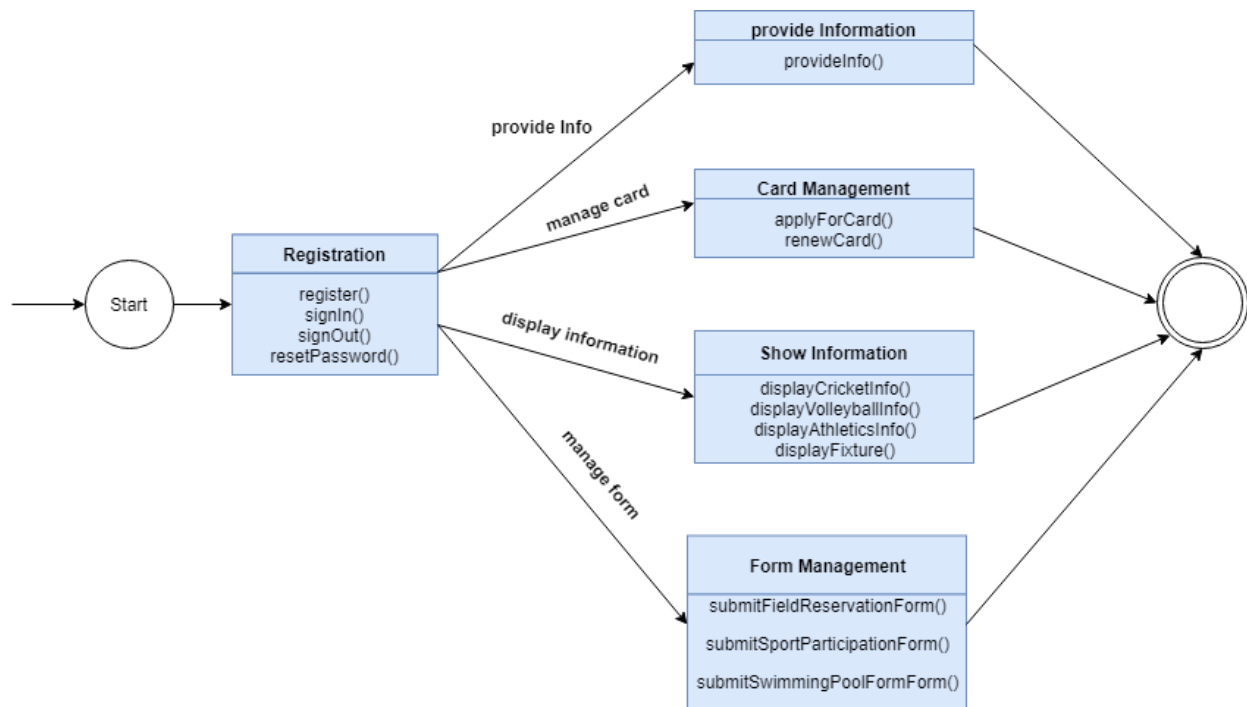 provide Information
provideInfo()
provide Info
manage card
Card Management
applyForCard()
renewCard()
Registration
register()
signIn()
signOut()
resetPassword()
Start
display information
Show Information
displayCricketInfo()
displayVolleyballInfo()
displayAthleticsInfo()
displayFixture()
manage form
Form Management
submitFieldReservationForm()
submitSportParticipationForm()
submitSwimmingPoolFormForm()